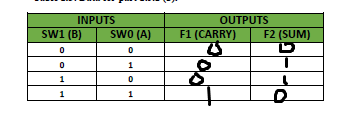 INPUTS OUTPUTS
SW1 (B) SW0 (A) F1 (CARRY) F2 (SUM)
0 0 0 0
0 1 0 1
1 0 0 1
1 1 1 0